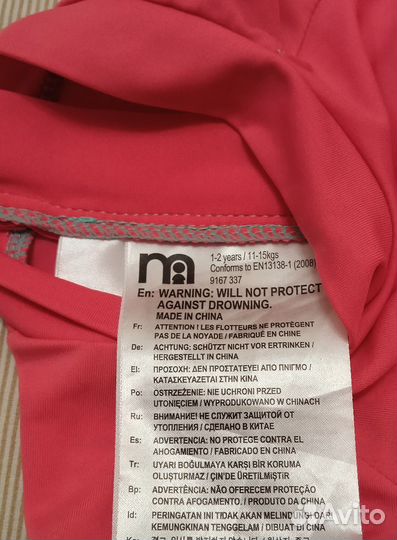 m
1-2 years / 11-15kgs
Conforms to EN13138-1 (2008)
9167 337
En: WARNING: WILL NOT PROTECT
AGAINST DROWNING.
MADE IN CHINA
Fr: ATTENTION ! LES FLOTTEURS NE PROTÈGENT
PAS DE LA NOYADE / FABRIQUÉ EN CHINE
De: ACHTUNG: SCHÜTZT NICHT VOR ERTRINKEN /
HERGESTELLT IN CHINA
El: ΠΡΟΣΟΧΗ: ΔΕΝ ΠΡΟΣΤΑΤΕΥΕΙ ΑΠΟ ΠΝΙΓΜΟ /
ΚΑΤΑΣΚΕΥΑΖΕΤΑΙ ΣΤΗΝ ΚΙΝΑ
Po: OSTRZEŻENIE: NIE UCHRONI PRZED
UTONIĘCIEM / WYPRODUKOWANO W CHINACH
Ru: ВНИМАНИЕ! НЕ СЛУЖИТ ЗАЩИТОЙ ОТ
УТОПЛЕНИЯ / СДЕЛАНО В КИТАЕ
Es: ADVERTENCIA: NO PROTEGE CONTRA EL
AHOGAMIENTO / FABRICADO EN CHINA
Tr: UYARI: BOĞULMAYA KARŞI BİR KORUMA
OLUŞTURMAZ / ÇİN'DE ÜRETİLMİŞTİR
Bp: ADVERTÊNCIA: NÃO OFERECEM PROTEÇÃO
CONTRA AFOGAMENTO. / PRODUTO DA CHINA
Id: PERINGATAN INI TIDAK AKAN MELINDUNGI DARI
KEMUNGKINAN TENGGELAM / DIBUAT DI CINA
Avito